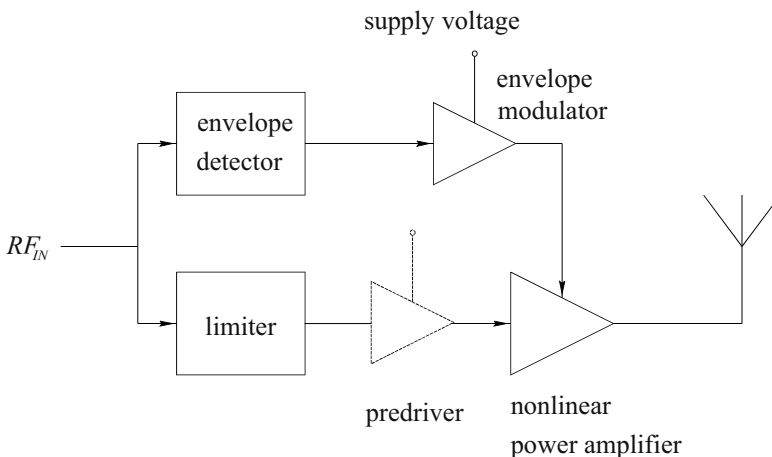 supply voltage
envelope
modulator
envelope
detector
RF_IN
limiter
predriver
nonlinear
power amplifier